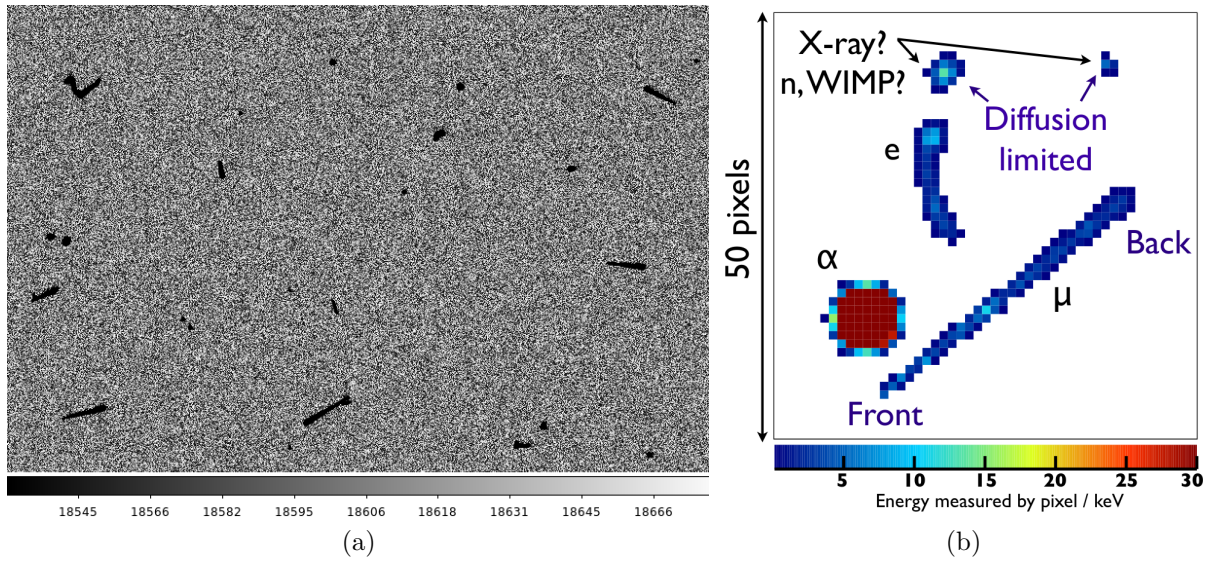 18545 18566 18582 18595 18606 18618 18631 18645 18666
(a)
50 pixels
X-ray?
n, WIMP?
Diffusion
limited
e
α
μ
Back
Front
5 10 15 20 25 30
Energy measured by pixel / keV
(b)